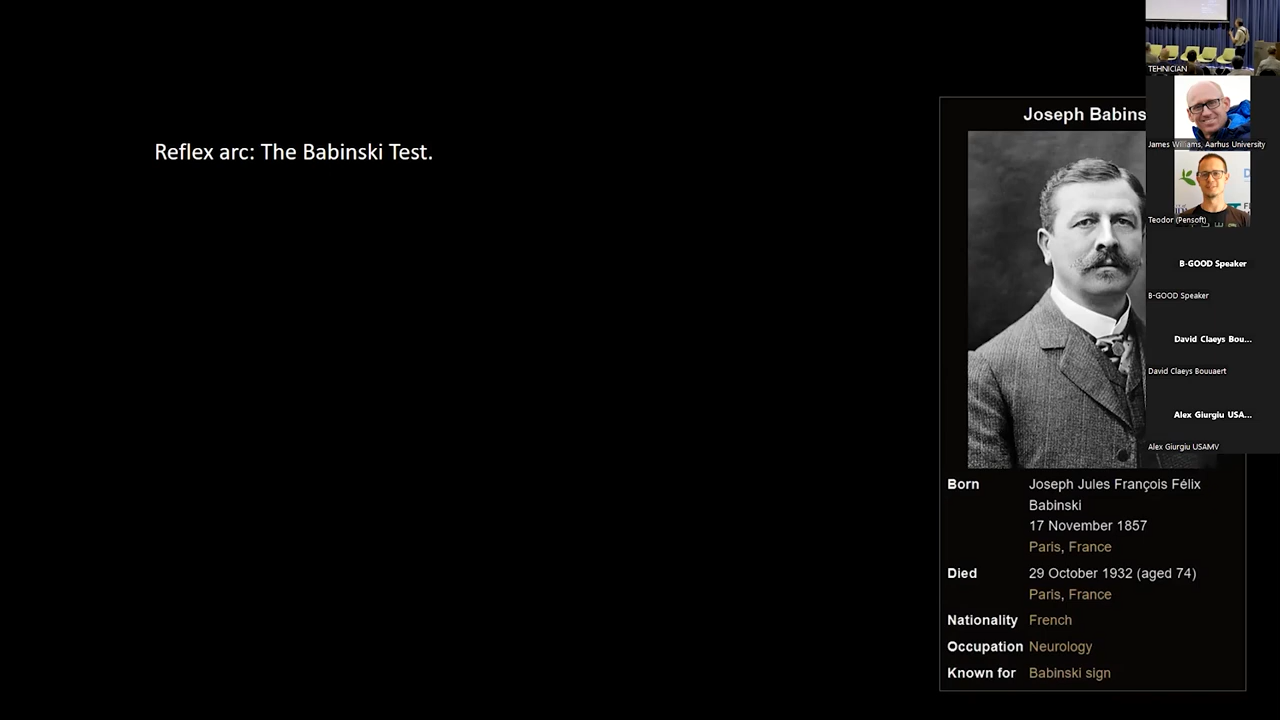 Reflex arc: The Babinski Test.
Joseph Babins
Born Joseph Jules François Félix
Babinski
17 November 1857
Paris, France
Died 29 October 1932 (aged 74)
Paris, France
Nationality French
Occupation Neurology
Known for Babinski sign
TEHNICIAN
James Williams, Aarhus University
Teodor (Pensoft)
B-GOOD Speaker
B-GOOD Speaker
David Claeys Bou...
David Claeys Bouuaert
Alex Giurgiu USA...
Alex Giurgiu USAMV